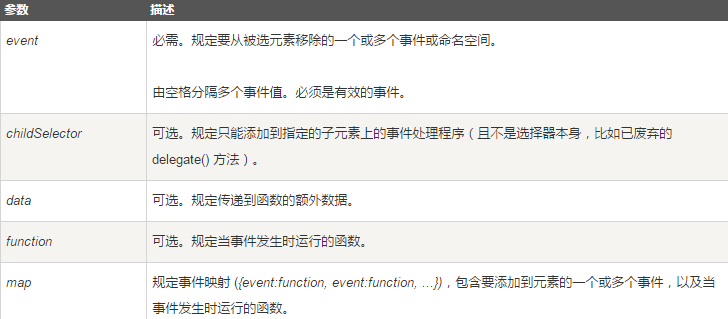 参数 描述
event 必需。规定要从被选元素移除的一个或多个事件或命名空间。
由空格分隔多个事件值。必须是有效的事件。
childSelector 可选。规定只能添加到指定的子元素上的事件处理程序（且不是选择器本身，比如已废弃的
delegate() 方法）。
data 可选。规定传递到函数的额外数据。
function 可选。规定当事件发生时运行的函数。
map 规定事件映射 ({event:function, event:function, ...})，包含要添加到元素的一个或多个事件，以及当
事件发生时运行的函数。